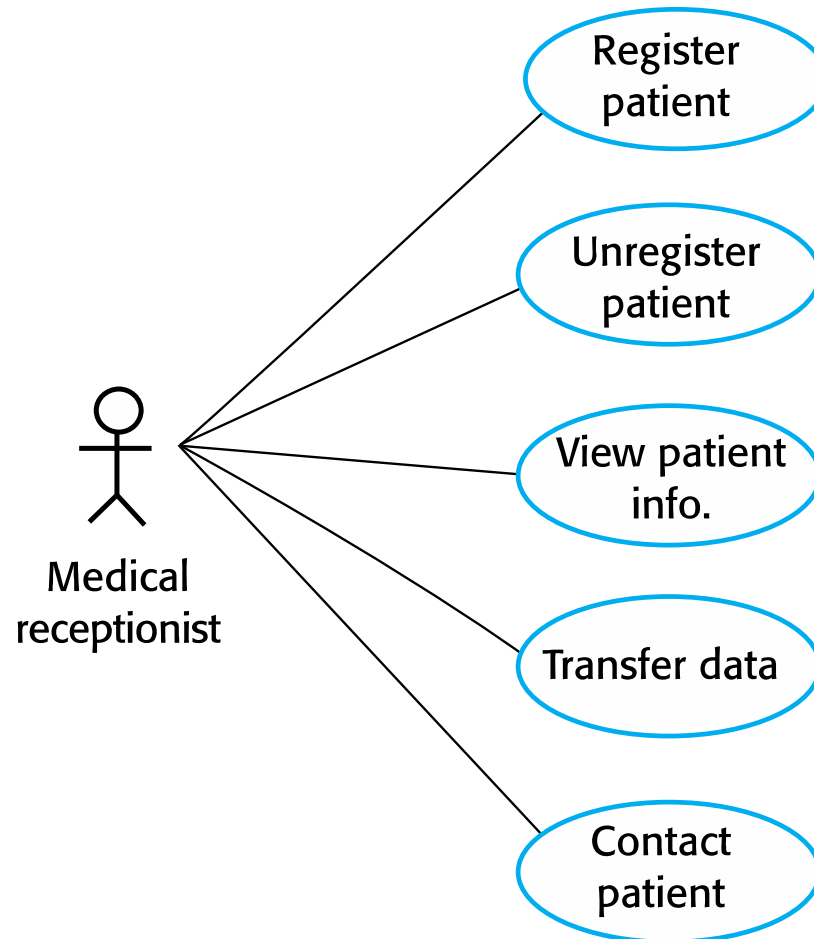 Register
patient
Unregister
patient
View patient
info.
Medical
receptionist
Transfer data
Contact
patient